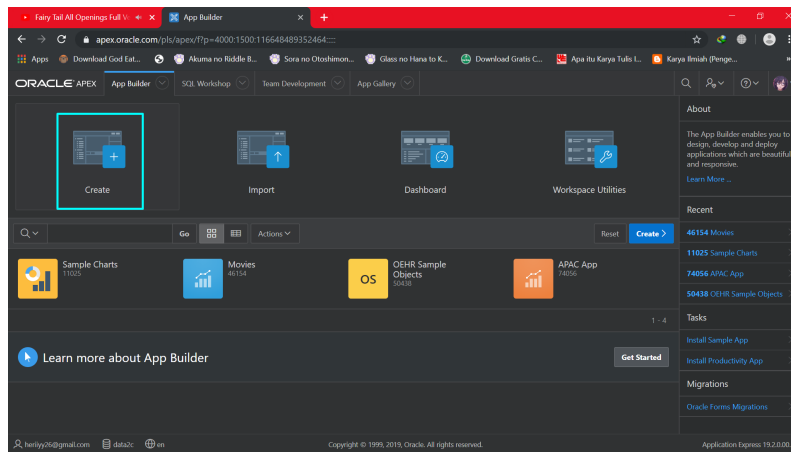 Fairy Tail All Openings Full V
App Builder
apex.oracle.com/pls/apex/f?p=4000:1500:116648489352464:::::
Apps
Download God Eat...
Akuma no Riddle B...
Sora no Otoshimon...
Glass no Hana to K...
Download Gratis C...
Apa itu Karya Tulis I...
Karya Ilmiah (Penge...
ORACLE APEX
App Builder
SQL Workshop
Team Development
App Gallery
Create
Import
Dashboard
Workspace Utilities
Go
Actions
Reset
Create >
Sample Charts
11025
Movies
46154
OS
OEHR Sample
Objects
50438
APAC App
74056
1 - 4
Learn more about App Builder
Get Started
About
The App Builder enables you to
design, develop and deploy
applications which are beautiful
and responsive.
Learn More ...
Recent
46154 Movies
11025 Sample Charts
74056 APAC App
50438 OEHR Sample Objects
Tasks
Install Sample App
Install Productivity App
Migrations
Oracle Forms Migrations
heriiyy26@gmail.com
data2c
en
Copyright © 1999, 2019, Oracle. All rights reserved.
Application Express 19.2.0.00.